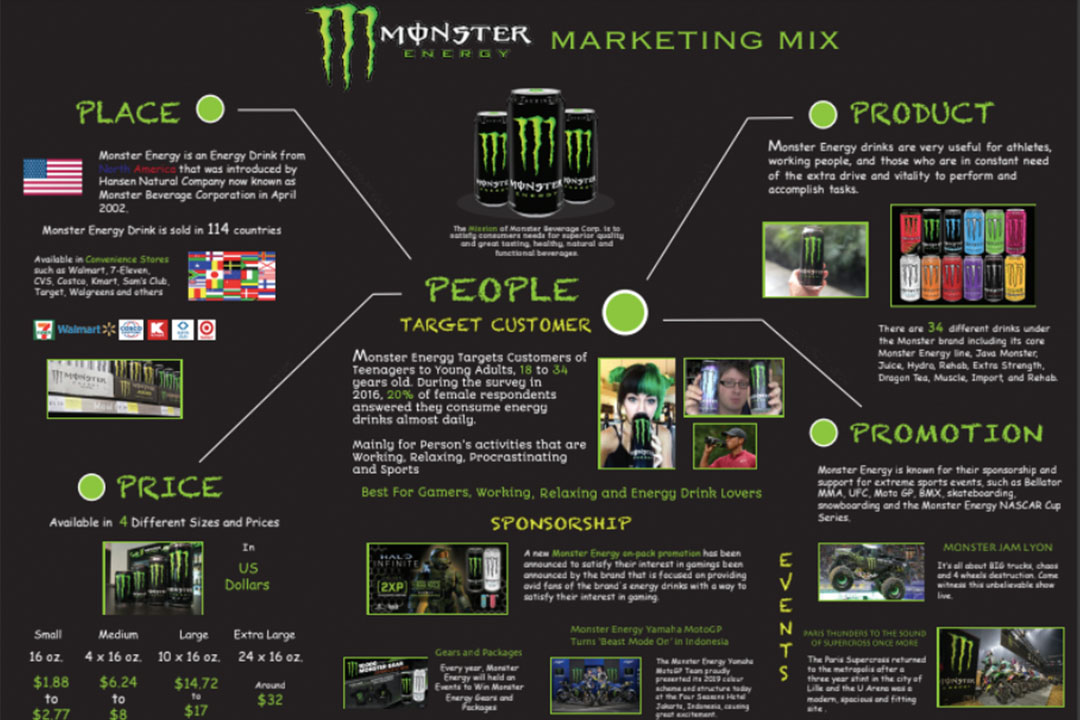 MONSTER
ENERGY
MARKETING MIX
PLACE
Monster Energy is an Energy Drink from
North America that was introduced by
Hansen Natural Company now known as
Monster Beverage Corporation in April
2002.
Monster Energy Drink is sold in 114 countries
Available in Convenience Stores
such as Walmart, 7-Eleven,
CVS, Costco, Kmart, Sam's Club,
Target, Walgreens and others
Walmart
MONSTER
The Mission of Monster Beverage Corp. is to
satisfy consumers needs for superior quality
and great tasting, healthy, natural and
functional beverages.
PRODUCT
Monster Energy drinks are very useful for athletes,
working people, and those who are in constant need
of the extra drive and vitality to perform and
accomplish tasks.
There are 34 different drinks under
the Monster brand including its core
Monster Energy line, Java Monster,
Juice, Hydro, Rehab, Extra Strength,
Dragon Tea, Muscle, Import, and Rehab.
PEOPLE
TARGET CUSTOMER
Monster Energy Targets Customers of
Teenagers to Young Adults, 18 to 34
years old. During the survey in
2016, 20% of female respondents
answered they consume energy
drinks almost daily.
Mainly for Person's activities that are
Working, Relaxing, Procrastinating
and Sports
Best For Gamers, Working, Relaxing and Energy Drink Lovers
PROMOTION
Monster Energy is known for their sponsorship and
support for extreme sports events, such as Bellator
MMA, UFC, Moto GP, BMX, skateboarding,
snowboarding and the Monster Energy NASCAR Cup
Series.
PRICE
Available in 4 Different Sizes and Prices
In
US
Dollars
Small
Medium
Large
Extra Large
16 oz.
4 x 16 oz.
10 x 16 oz.
24 x 16 oz.
$1.88
to
$2.77
$6.24
to
$8
$14.72
to
$17
Around
$32
SPONSORSHIP
HALO
INFINITE
2XP
A new Monster Energy on-pack promotion has been
announced to satisfy their interest in gamings been
announced by the brand that is focused on providing
avid fans of the brand's energy drinks with a way to
satisfy their interest in gaming.
Gears and Packages
Every year, Monster
Energy will held an
Events to Win Monster
Energy Gears and
Packages
Monster Energy Yamaha MotoGP
Turns 'Beast Mode On' in Indonesia
The Monster Energy Yamaha
MotoGP Team proudly
presented its 2019 colour
scheme and structure today
at the Four Seasons Hotel
Jakarta, Indonesia, causing
great excitement.
EVENTS
MONSTER JAM LYON
It's all about BIG trucks, chaos
and 4 wheels destruction. Come
witness this unbelievable show
live.
PARIS THUNDERS TO THE SOUND
OF SUPERCROSS ONCE MORE
The Paris Supercross returned
to the metropolis after a
three year stint in the city of
Lille and the U Arena was a
modern, spacious and fitting
site.